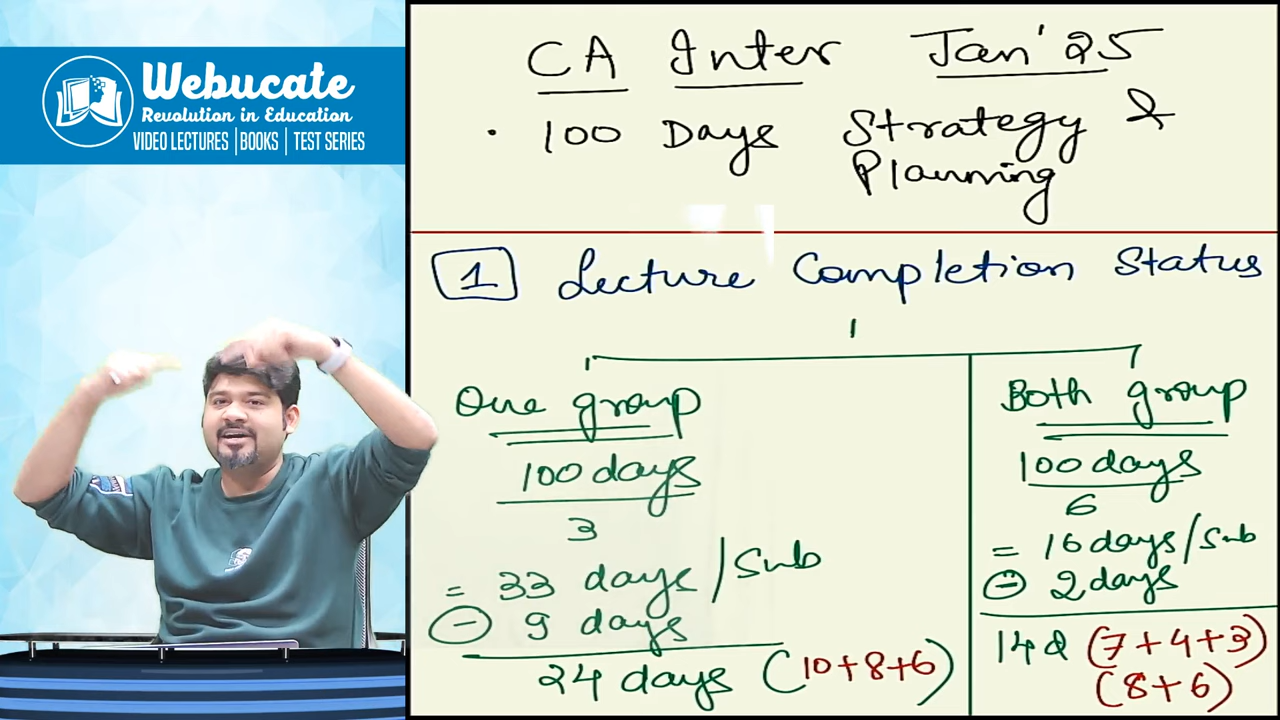 Webucate
Revolution in Education
VIDEO LECTURES | BOOKS | TEST SERIES
CA Inter Jan'25
• 100 Days Strategy &
Planning
1 Lecture Completion Status
One group
100 days
3
= 33 days/Sub
- 9 days
24 days (10+8+6)
Both group
100 days
6
= 16 days/Sub
- 2 days
14 d (7+4+3)
(8+6)